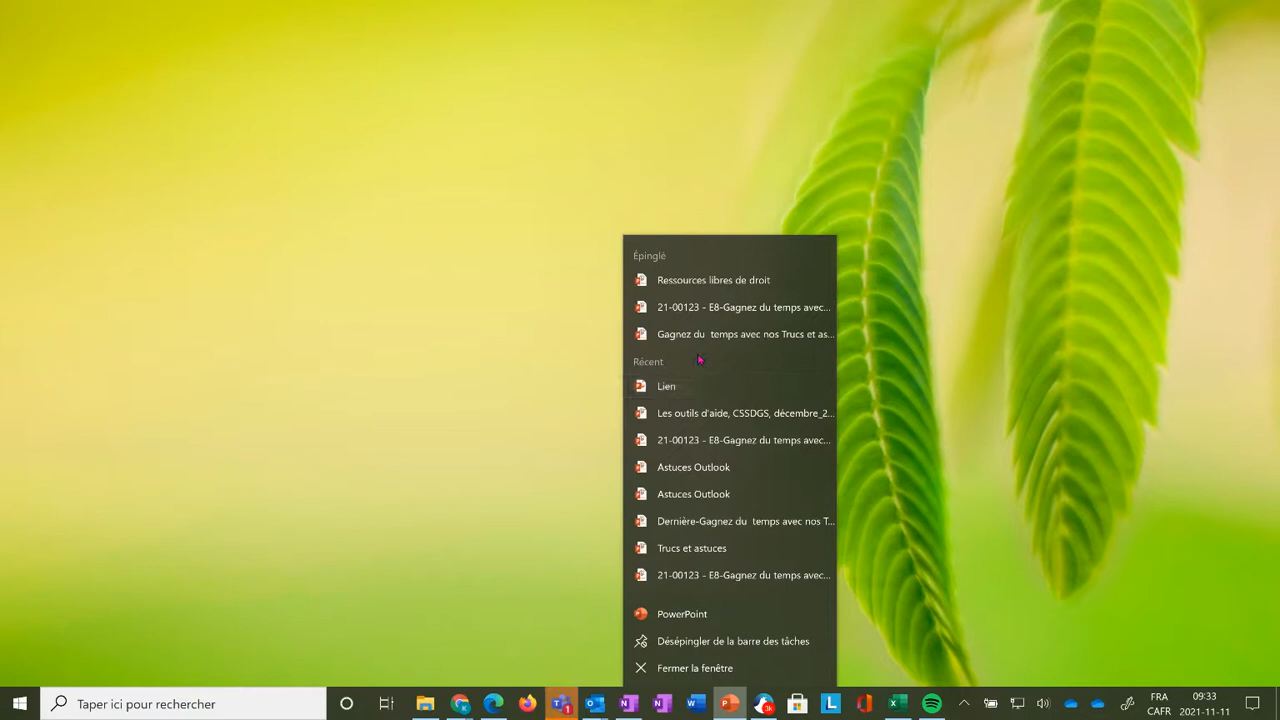 Épinglé
Ressources libres de droit
21-00123 - E8-Gagnez du temps avec...
Gagnez du temps avec nos Trucs et as...
Récent
Lien
Les outils d'aide, CSSDGS, décembre_2...
21-00123 - E8-Gagnez du temps avec...
Astuces Outlook
Astuces Outlook
Dernière-Gagnez du temps avec nos T...
Trucs et astuces
21-00123 - E8-Gagnez du temps avec...
PowerPoint
Désépingler de la barre des tâches
Fermer la fenêtre
Taper ici pour rechercher
FRA
CAFR
09:33
2021-11-11